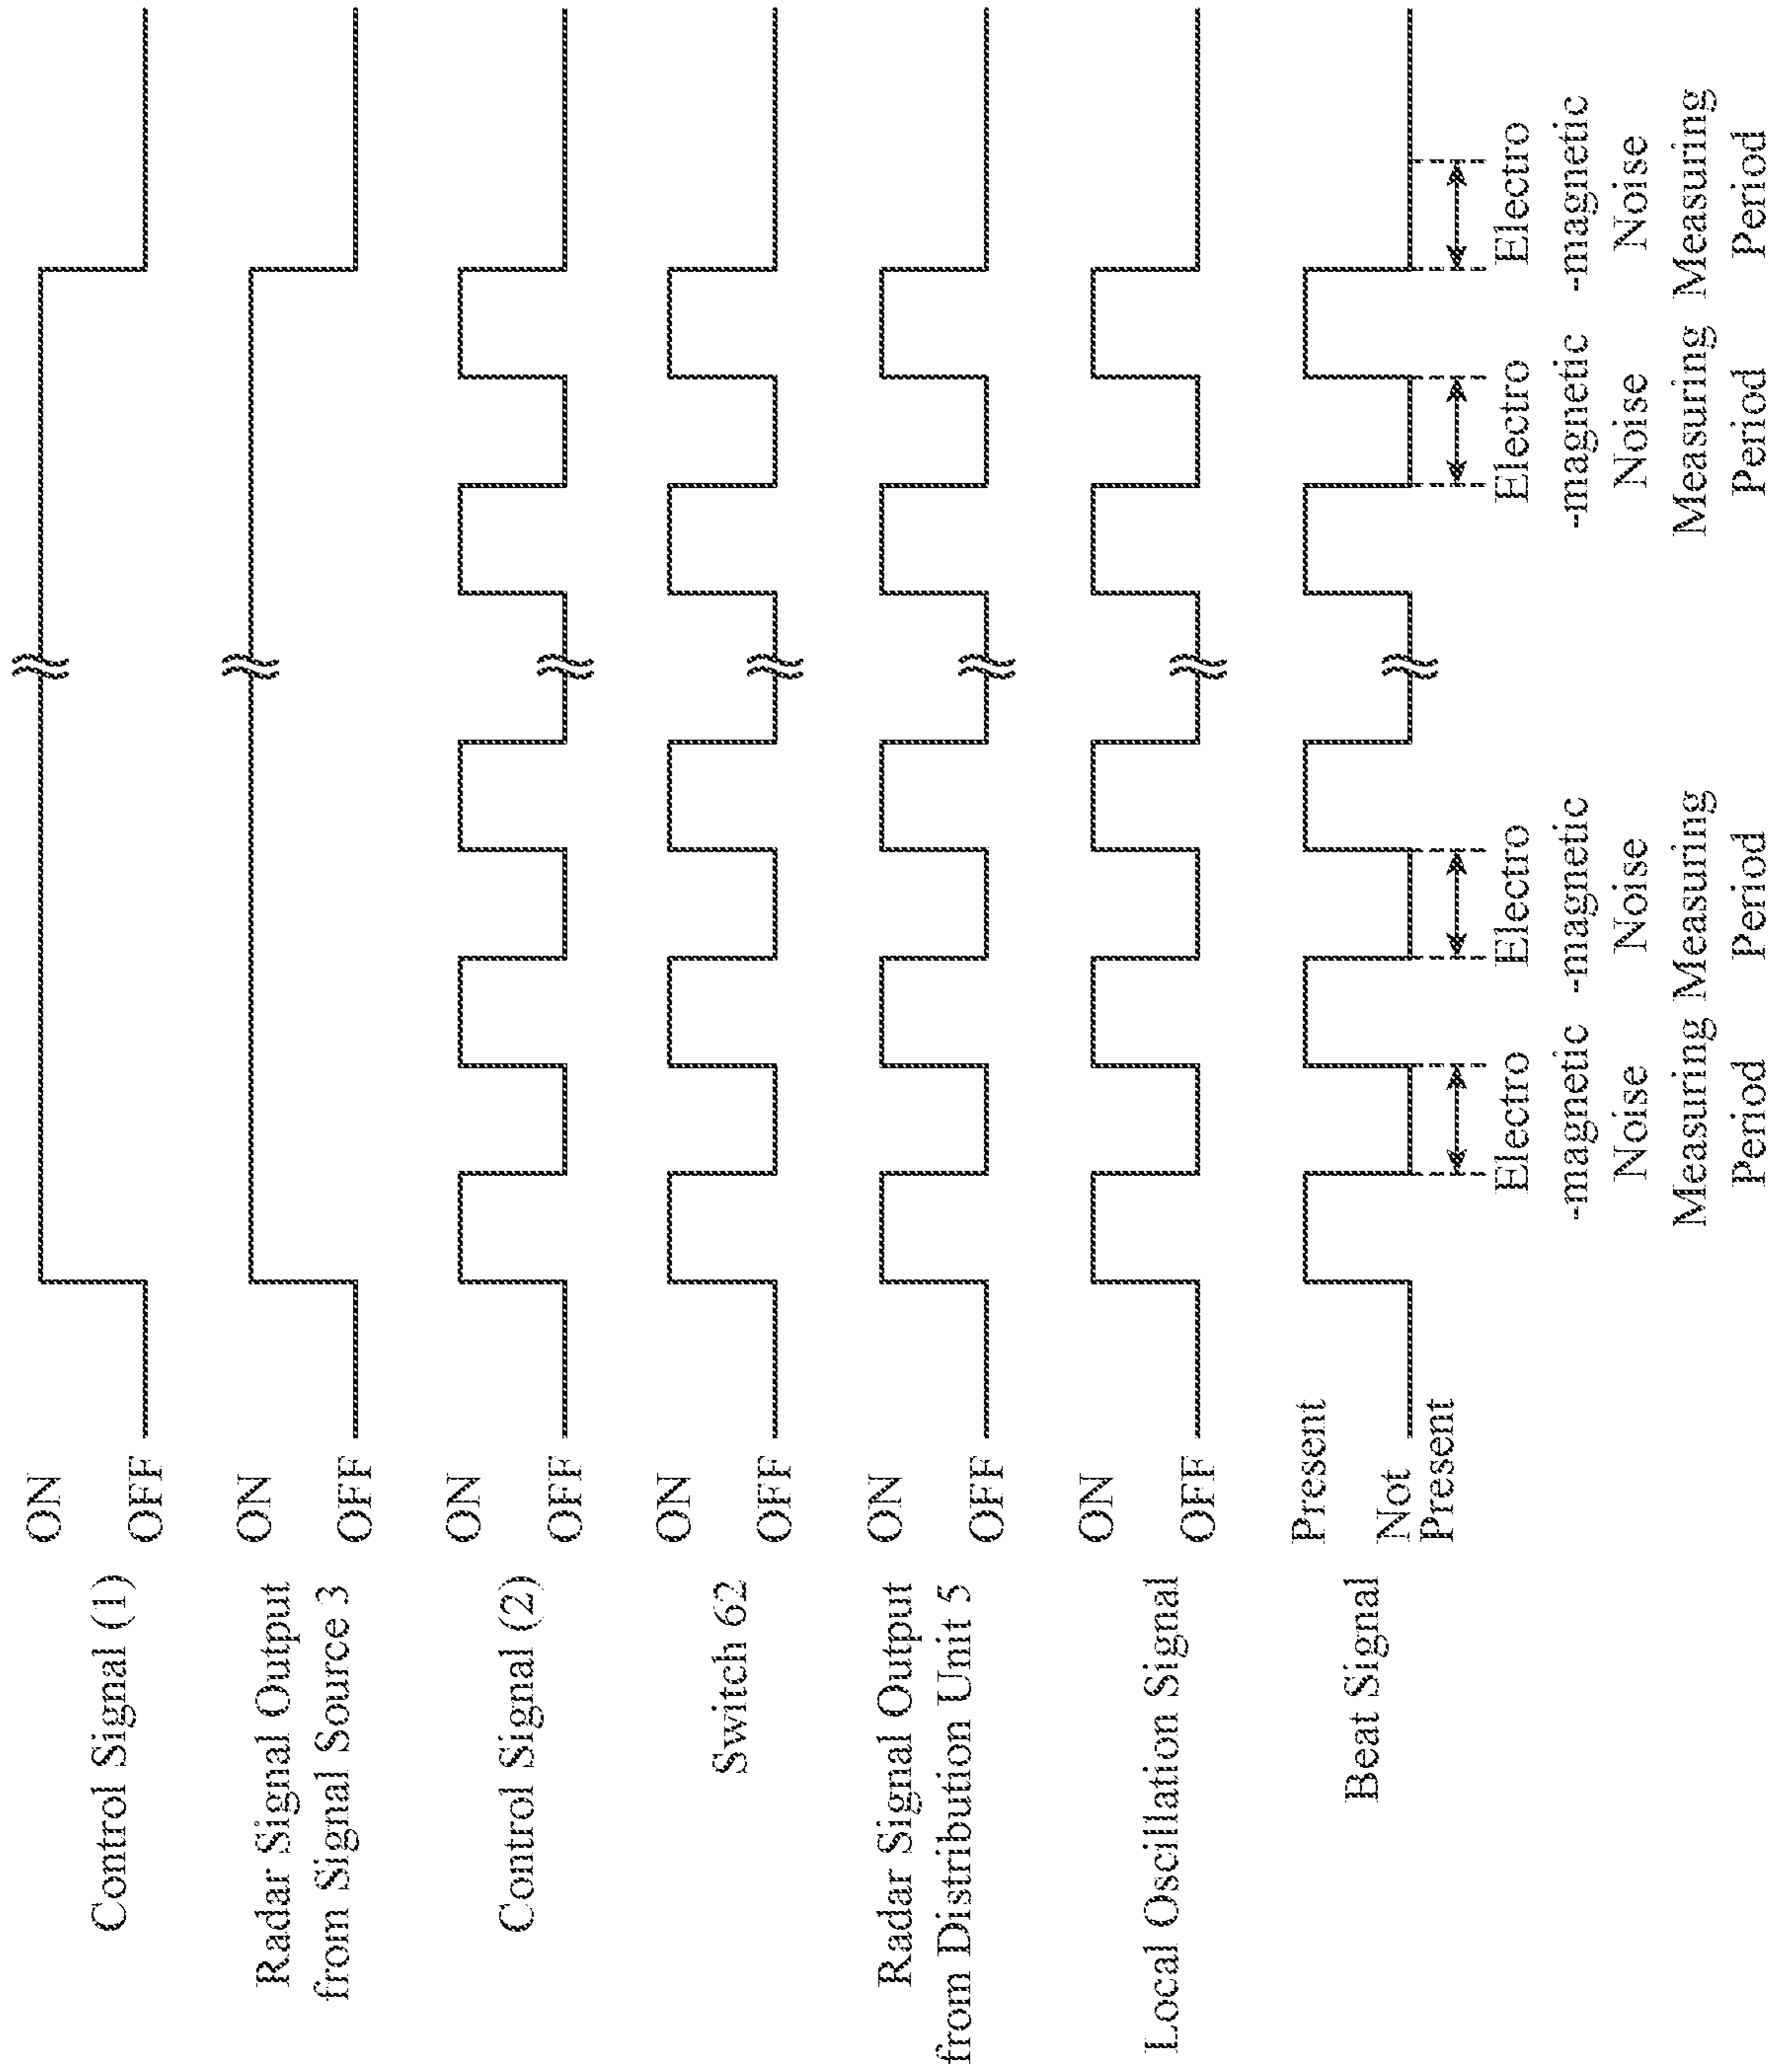 Control Signal (1)
ON
OFF
Radar Signal Output
from Signal Source 3
ON
OFF
Control Signal (2)
ON
OFF
Switch 62
ON
OFF
Radar Signal Output
from Distribution Unit 5
ON
OFF
Local Oscillation Signal
ON
OFF
Beat Signal
Present
Not
Present
Electro
-magnetic
Noise
Measuring
Period
Electro
-magnetic
Noise
Measuring
Period
Electro
-magnetic
Noise
Measuring
Period
Electro
-magnetic
Noise
Measuring
Period